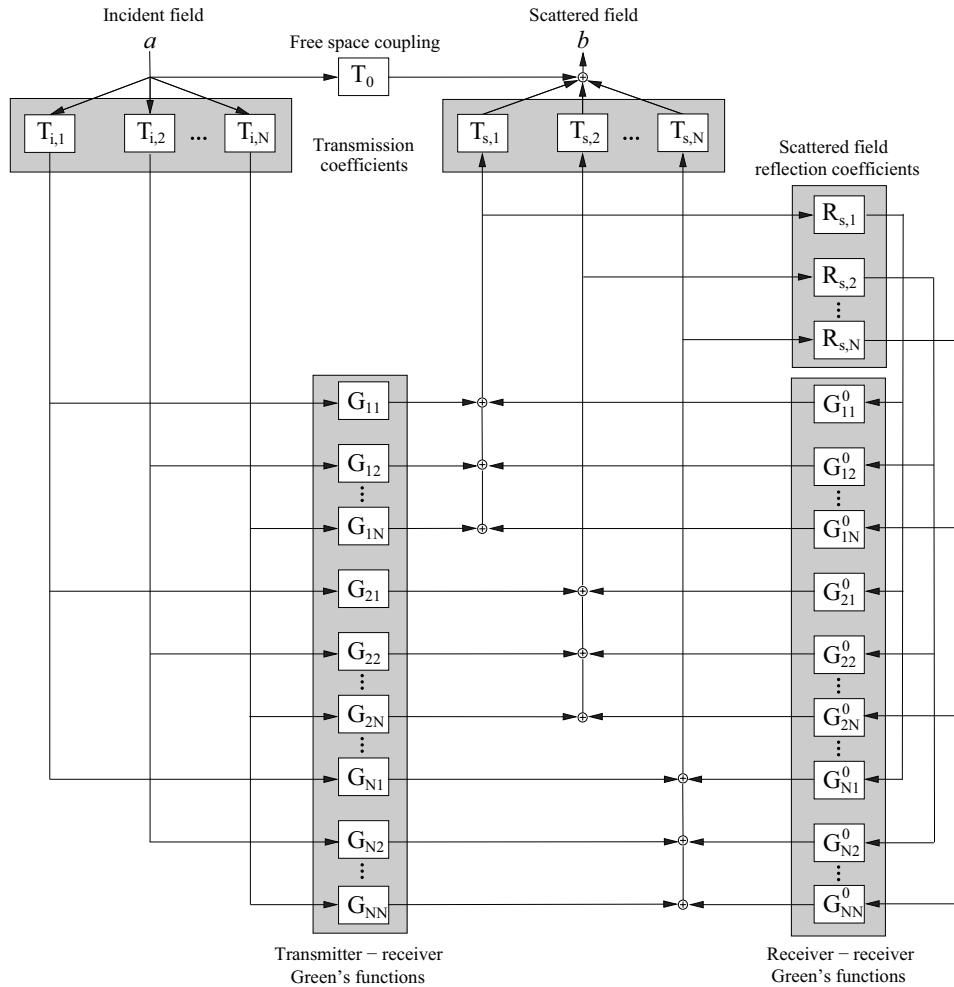 Incident field
a
Free space coupling
T0
Scattered field
b
Ti,1 Ti,2 ... Ti,N
Transmission
coefficients
Ts,1 Ts,2 ... Ts,N
Scattered field
reflection coefficients
Rs,1
Rs,2
Rs,N
G11
G12
G1N
G21
G22
G2N
GN1
GN2
GNN
Transmitter – receiver
Green's functions
G⁰11
G⁰12
G⁰1N
G⁰21
G⁰22
G⁰2N
G⁰N1
G⁰N2
G⁰NN
Receiver – receiver
Green's functions